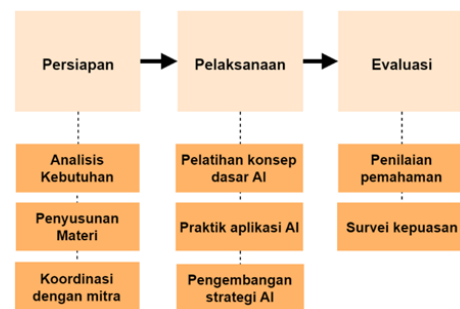 Persiapan
Pelaksanaan
Evaluasi
Analisis
Kebutuhan
Penyusunan
Materi
Koordinasi
dengan mitra
Pelatihan konsep
dasar AI
Praktik aplikasi AI
Pengembangan
strategi AI
Penilaian
pemahaman
Survei kepuasan